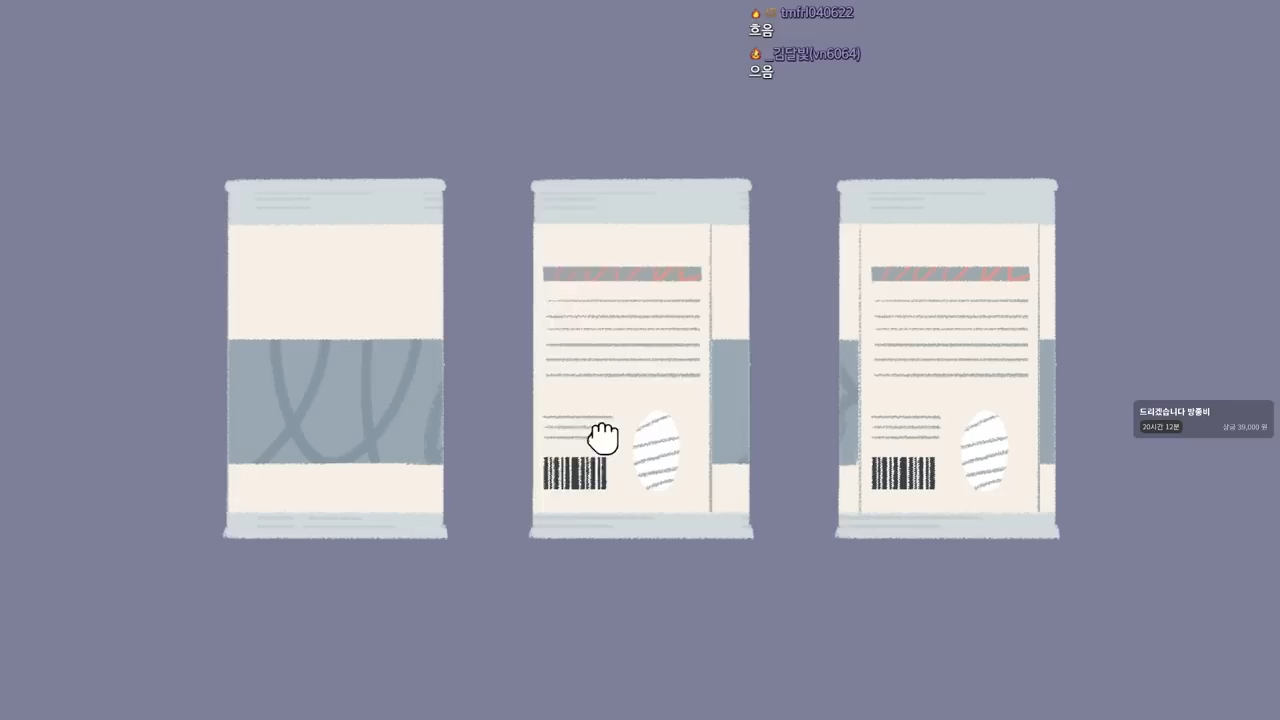 tmfrl040622
흐음
_김달빛(vn6064)
으음
드리겠습니다 방종비
20시간 12분
상금 39,000 원